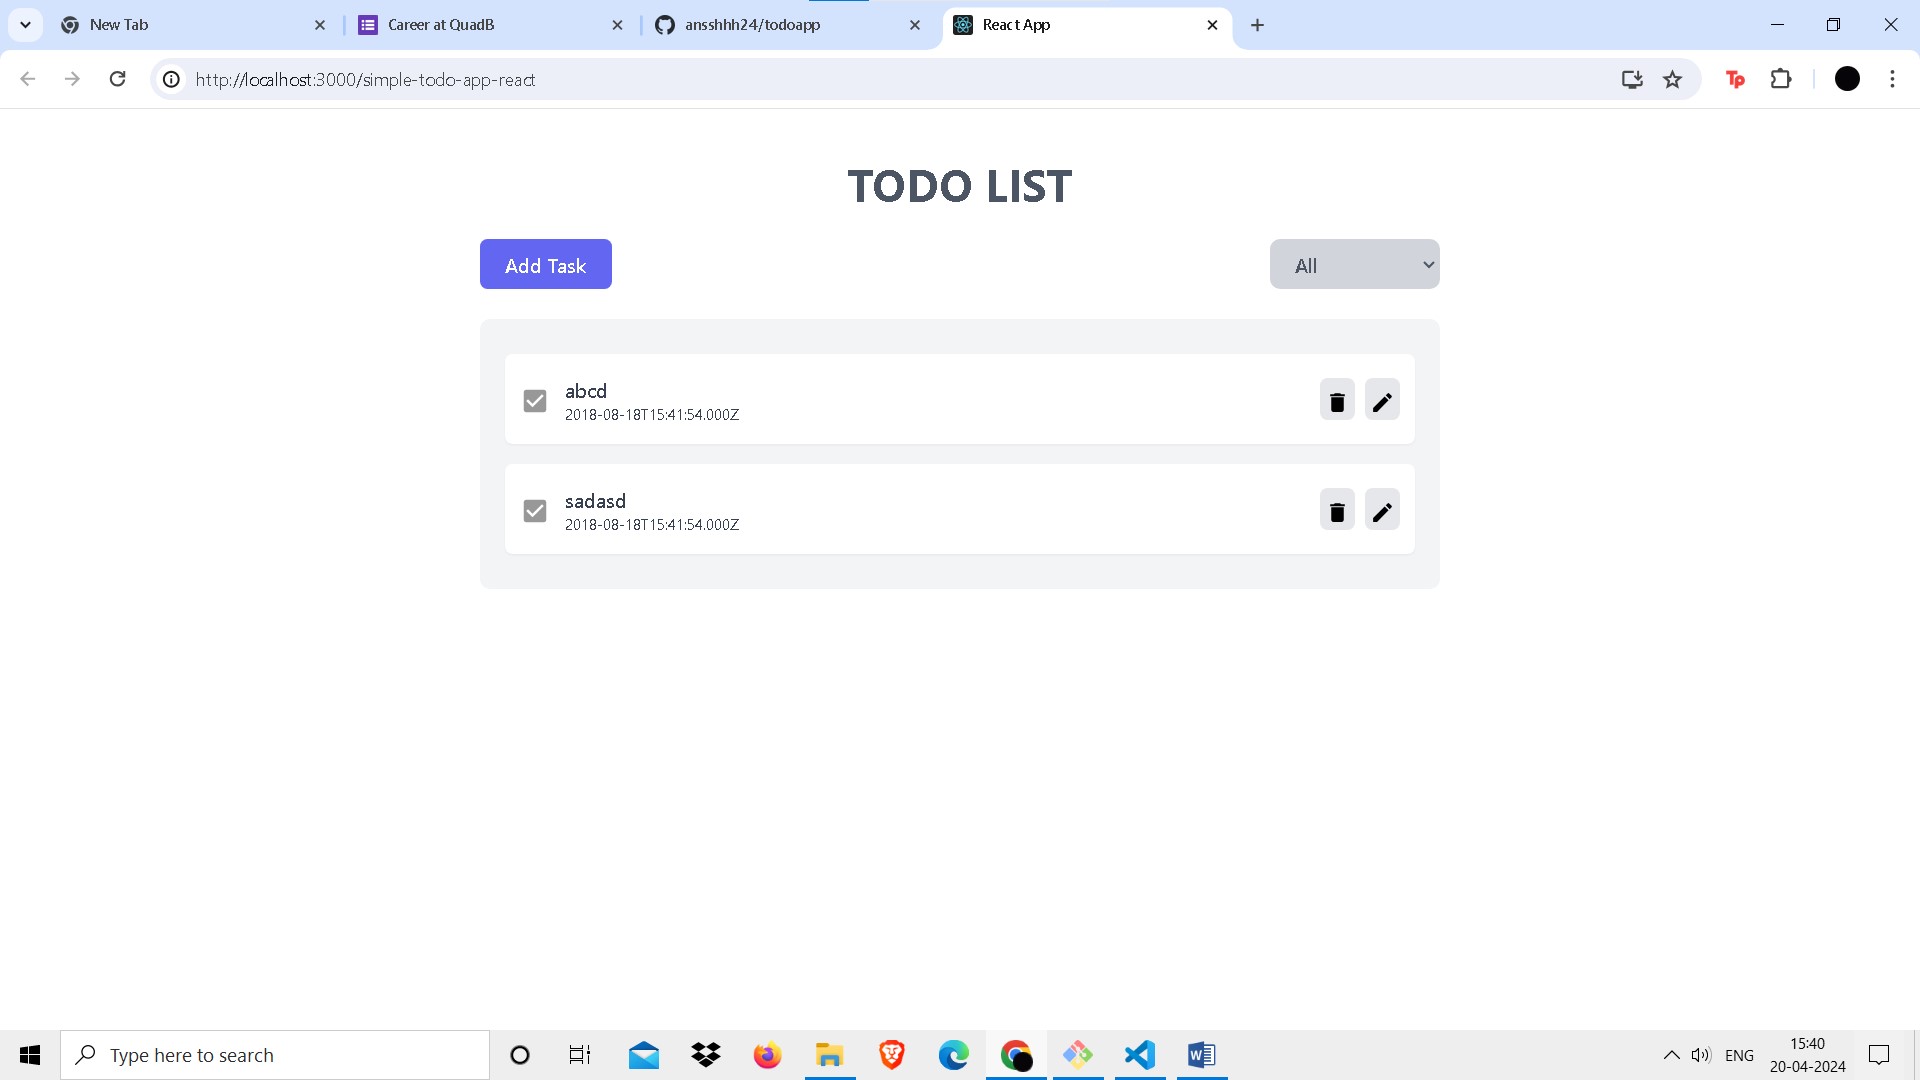 New Tab
Career at QuadB
ansshhh24/todoapp
React App
http://localhost:3000/simple-todo-app-react
Tp
TODO LIST
Add Task
All
abcd
2018-08-18T15:41:54.000Z
sadasd
2018-08-18T15:41:54.000Z
Type here to search
W
ENG
15:40
20-04-2024